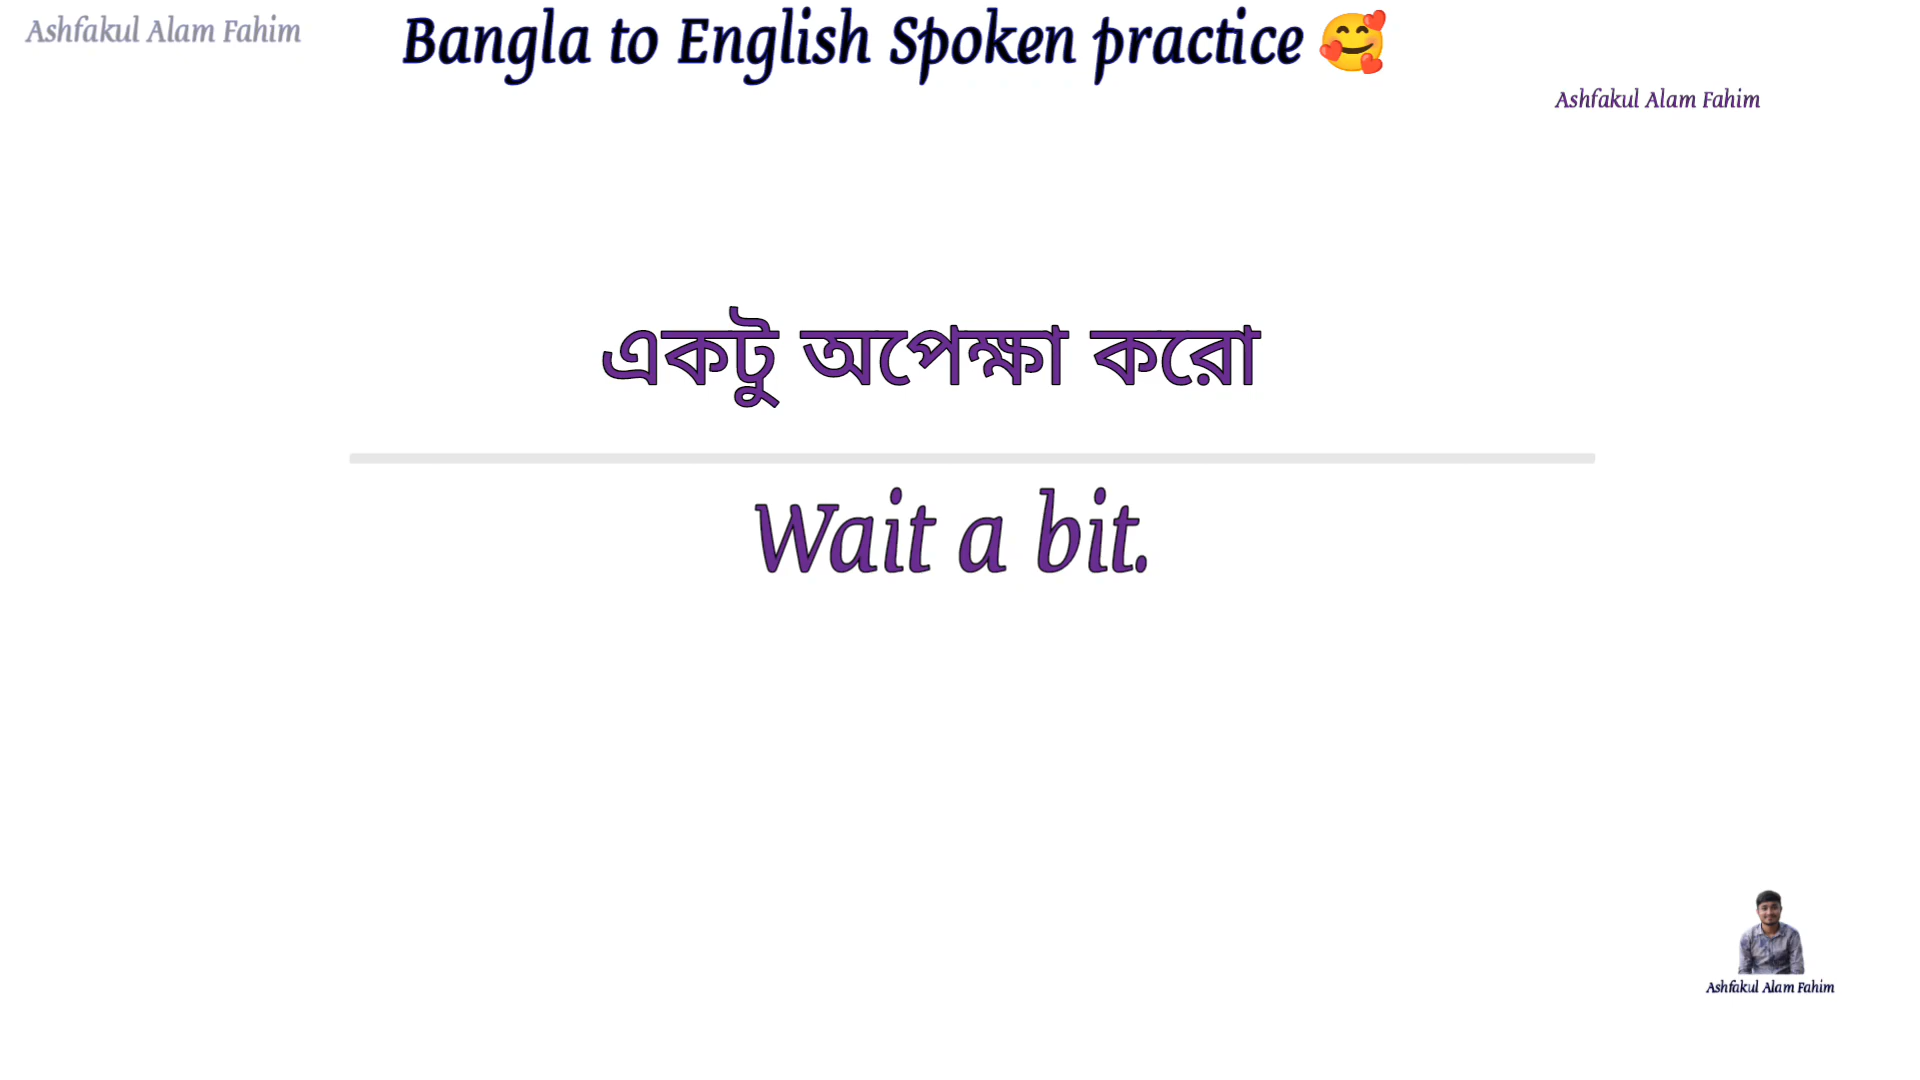 Ashfakul Alam Fahim
Bangla to English Spoken practice 🥰
Ashfakul Alam Fahim
একটু অপেক্ষা করো
Wait a bit.
Ashfakul Alam Fahim